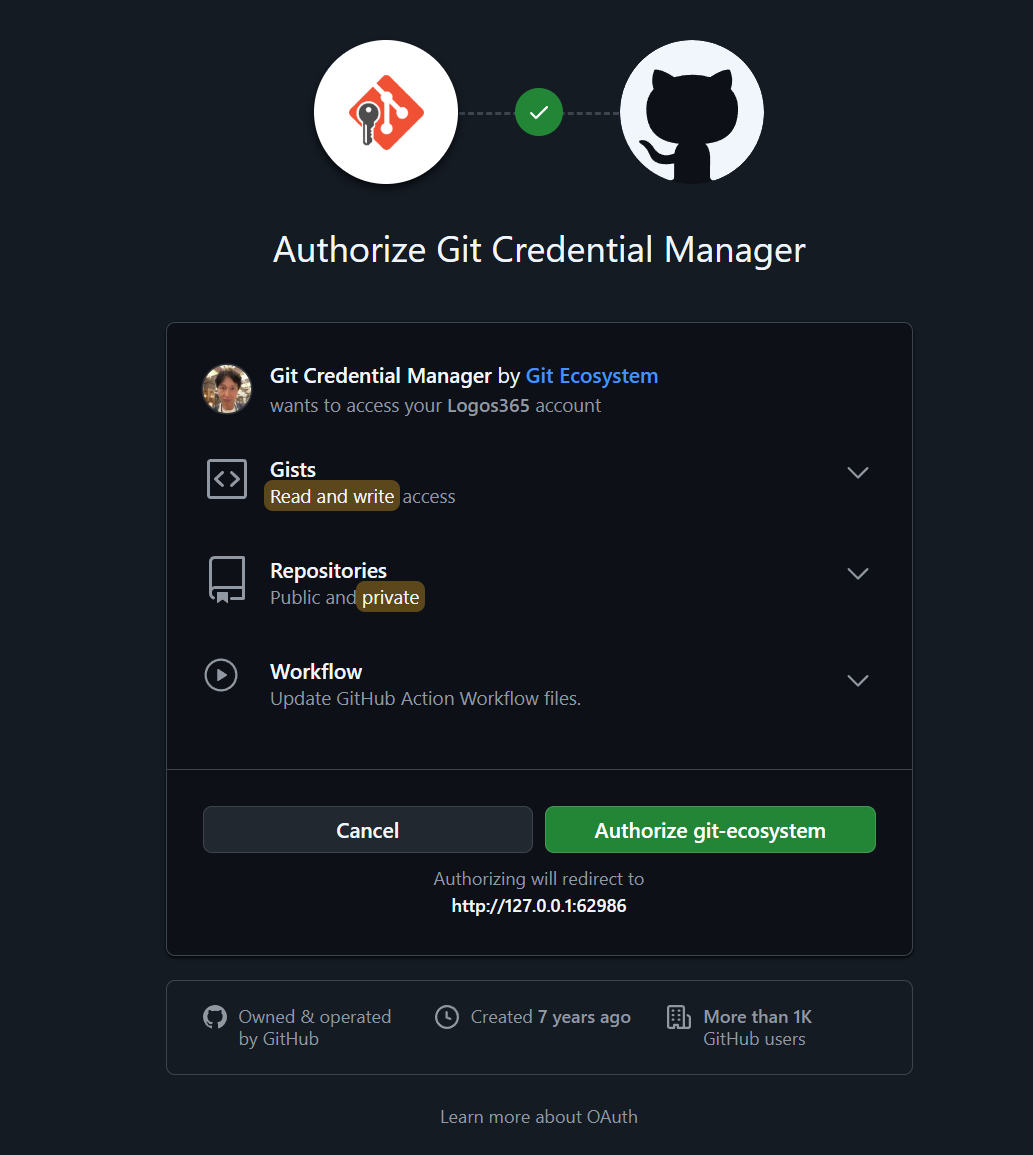 Authorize Git Credential Manager
Git Credential Manager by Git Ecosystem
wants to access your Logos365 account
Gists
Read and write access
Repositories
Public and private
Workflow
Update GitHub Action Workflow files.
Cancel
Authorize git-ecosystem
Authorizing will redirect to
http://127.0.0.1:62986
Owned & operated
by GitHub
Created 7 years ago
More than 1K
GitHub users
Learn more about OAuth